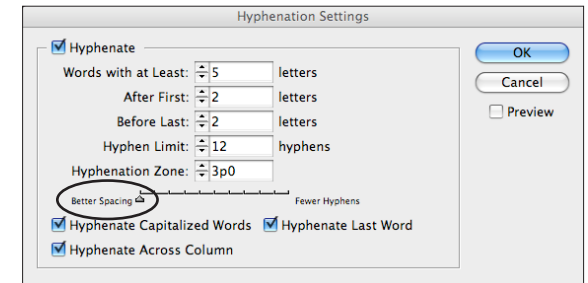 Hyphenation Settings
Hyphenate
Words with at Least: 5 letters
After First: 2 letters
Before Last: 2 letters
Hyphen Limit: 12 hyphens
Hyphenation Zone: 3p0
Better Spacing Fewer Hyphens
Hyphenate Capitalized Words Hyphenate Last Word
Hyphenate Across Column
OK
Cancel
Preview